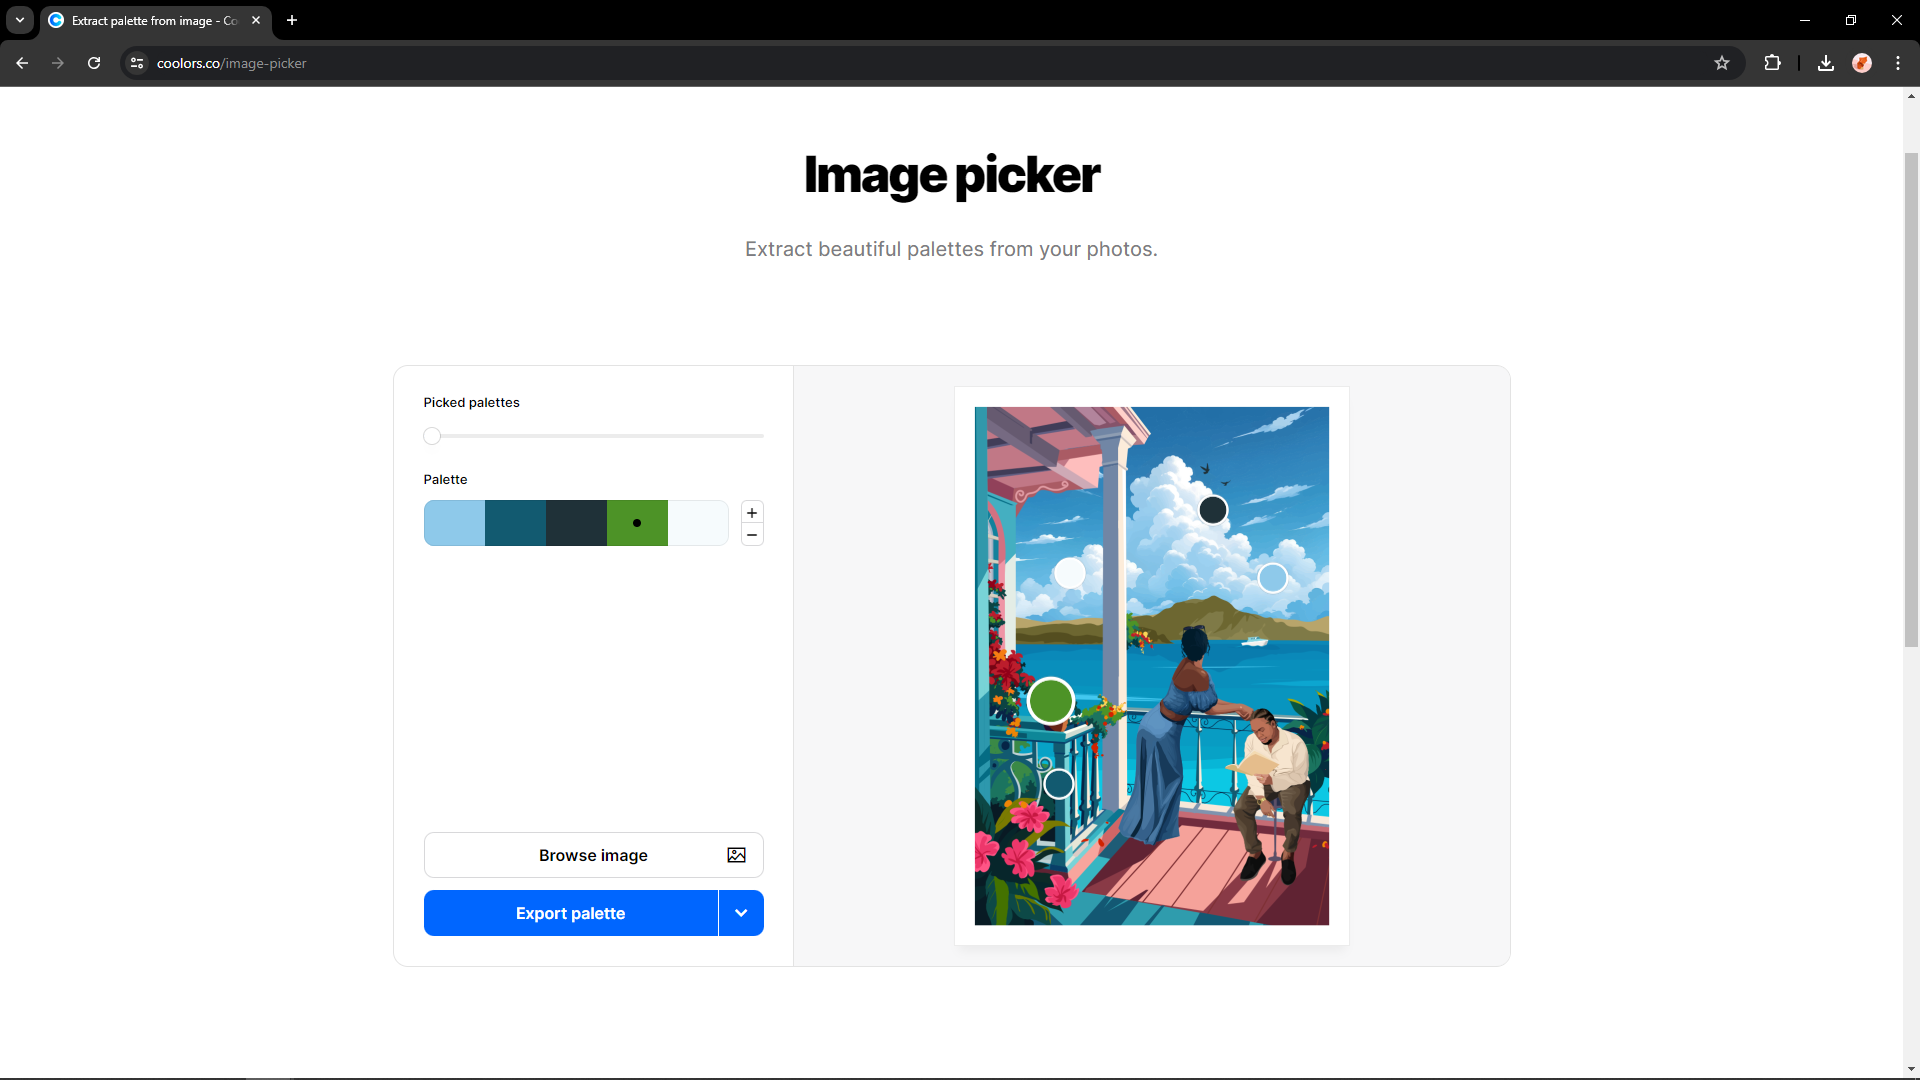 Extract palette from image - Co
coolors.co/image-picker
Image picker
Extract beautiful palettes from your photos.
Picked palettes
Palette
Browse image
Export palette